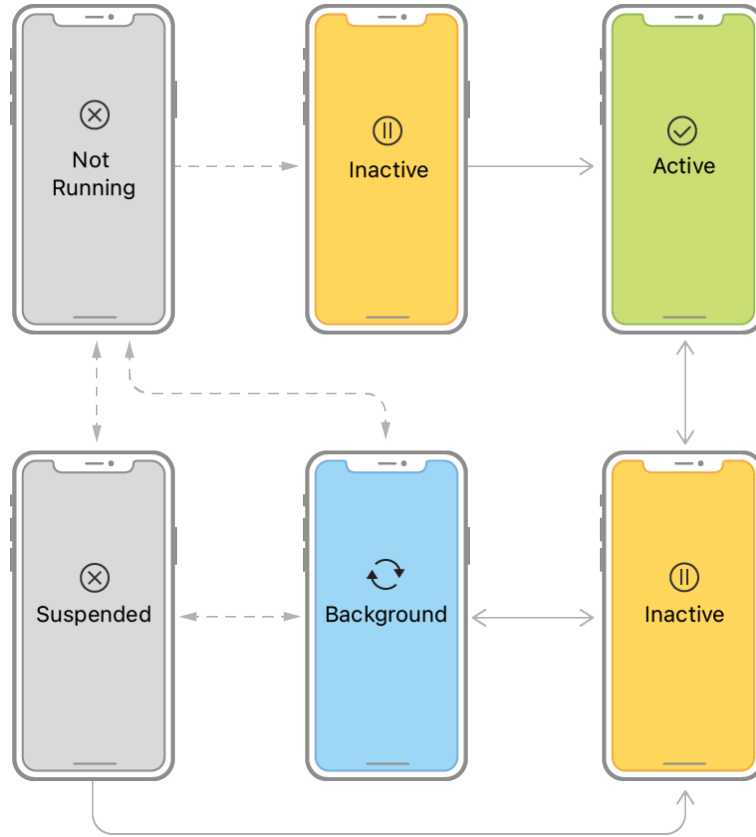 Not
Running
Inactive
Active
Suspended
Background
Inactive